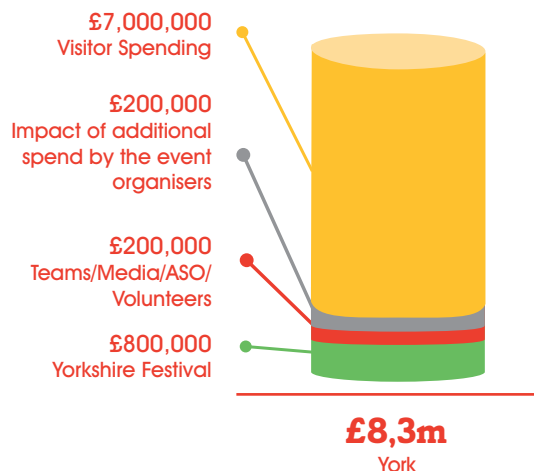 £7,000,000
Visitor Spending
£200,000
Impact of additional
spend by the event
organisers
£200,000
Teams/Media/ASO/
Volunteers
£800,000
Yorkshire Festival
£8,3m
York